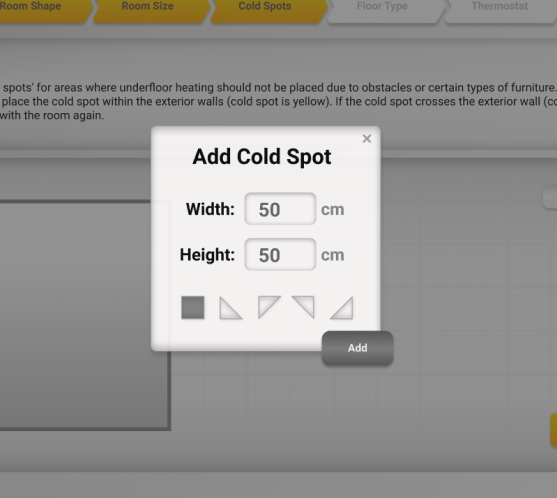 Room Shape
Room Size
Cold Spots
Floor Type
Thermostat
spots' for areas where underfloor heating should not be placed due to obstacles or certain types of furniture.
place the cold spot within the exterior walls (cold spot is yellow). If the cold spot crosses the exterior wall (co
with the room again.
×
Add Cold Spot
Width: 50 cm
Height: 50 cm
Add